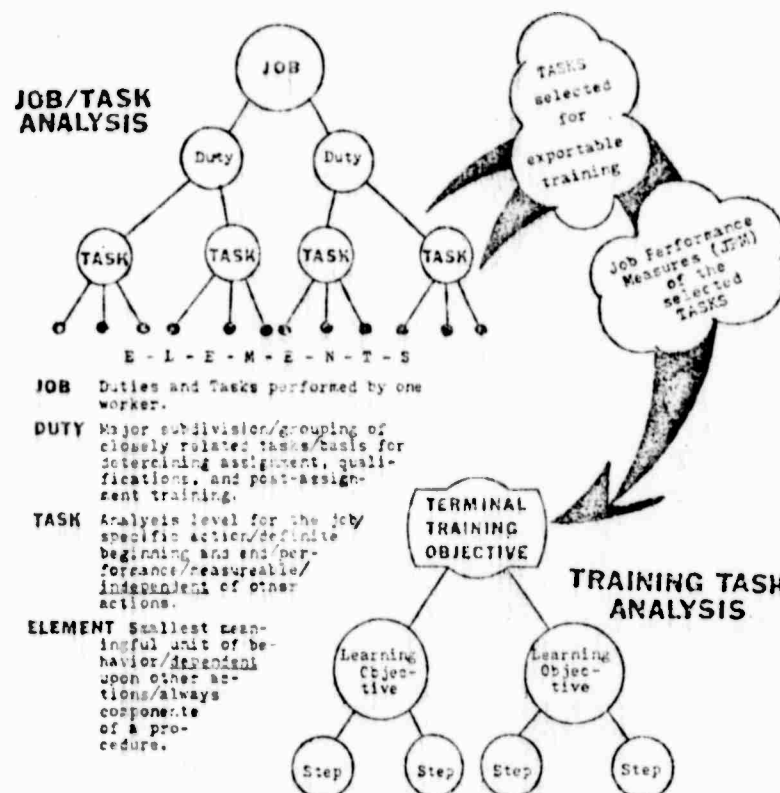 JOB/TASK
ANALYSIS
JOB
Duty Duty
TASK TASK TASK TASK
E - L - E - M - E - N - T - S
TASKS
selected
for
exportable
training
Job Performance
Measures (JPM)
of the
selected
TASKS
JOB Duties and Tasks performed by one
worker.
DUTY Major subdivision/grouping of
closely related tasks/basis for
determining assignment, quali-
fications, and post-assign-
ment training.
TASK Analysis level for the job/
specific action/definite
beginning and end/per-
formance/measureable/
independent of other
actions.
ELEMENT Smallest mean-
ingful unit of be-
havior/dependent
upon other ac-
tions/always
components
of a pro-
cedure.
TERMINAL
TRAINING
OBJECTIVE
TRAINING TASK
ANALYSIS
Learning
Objec-
tive
Learning
Objec-
tive
Step Step Step Step